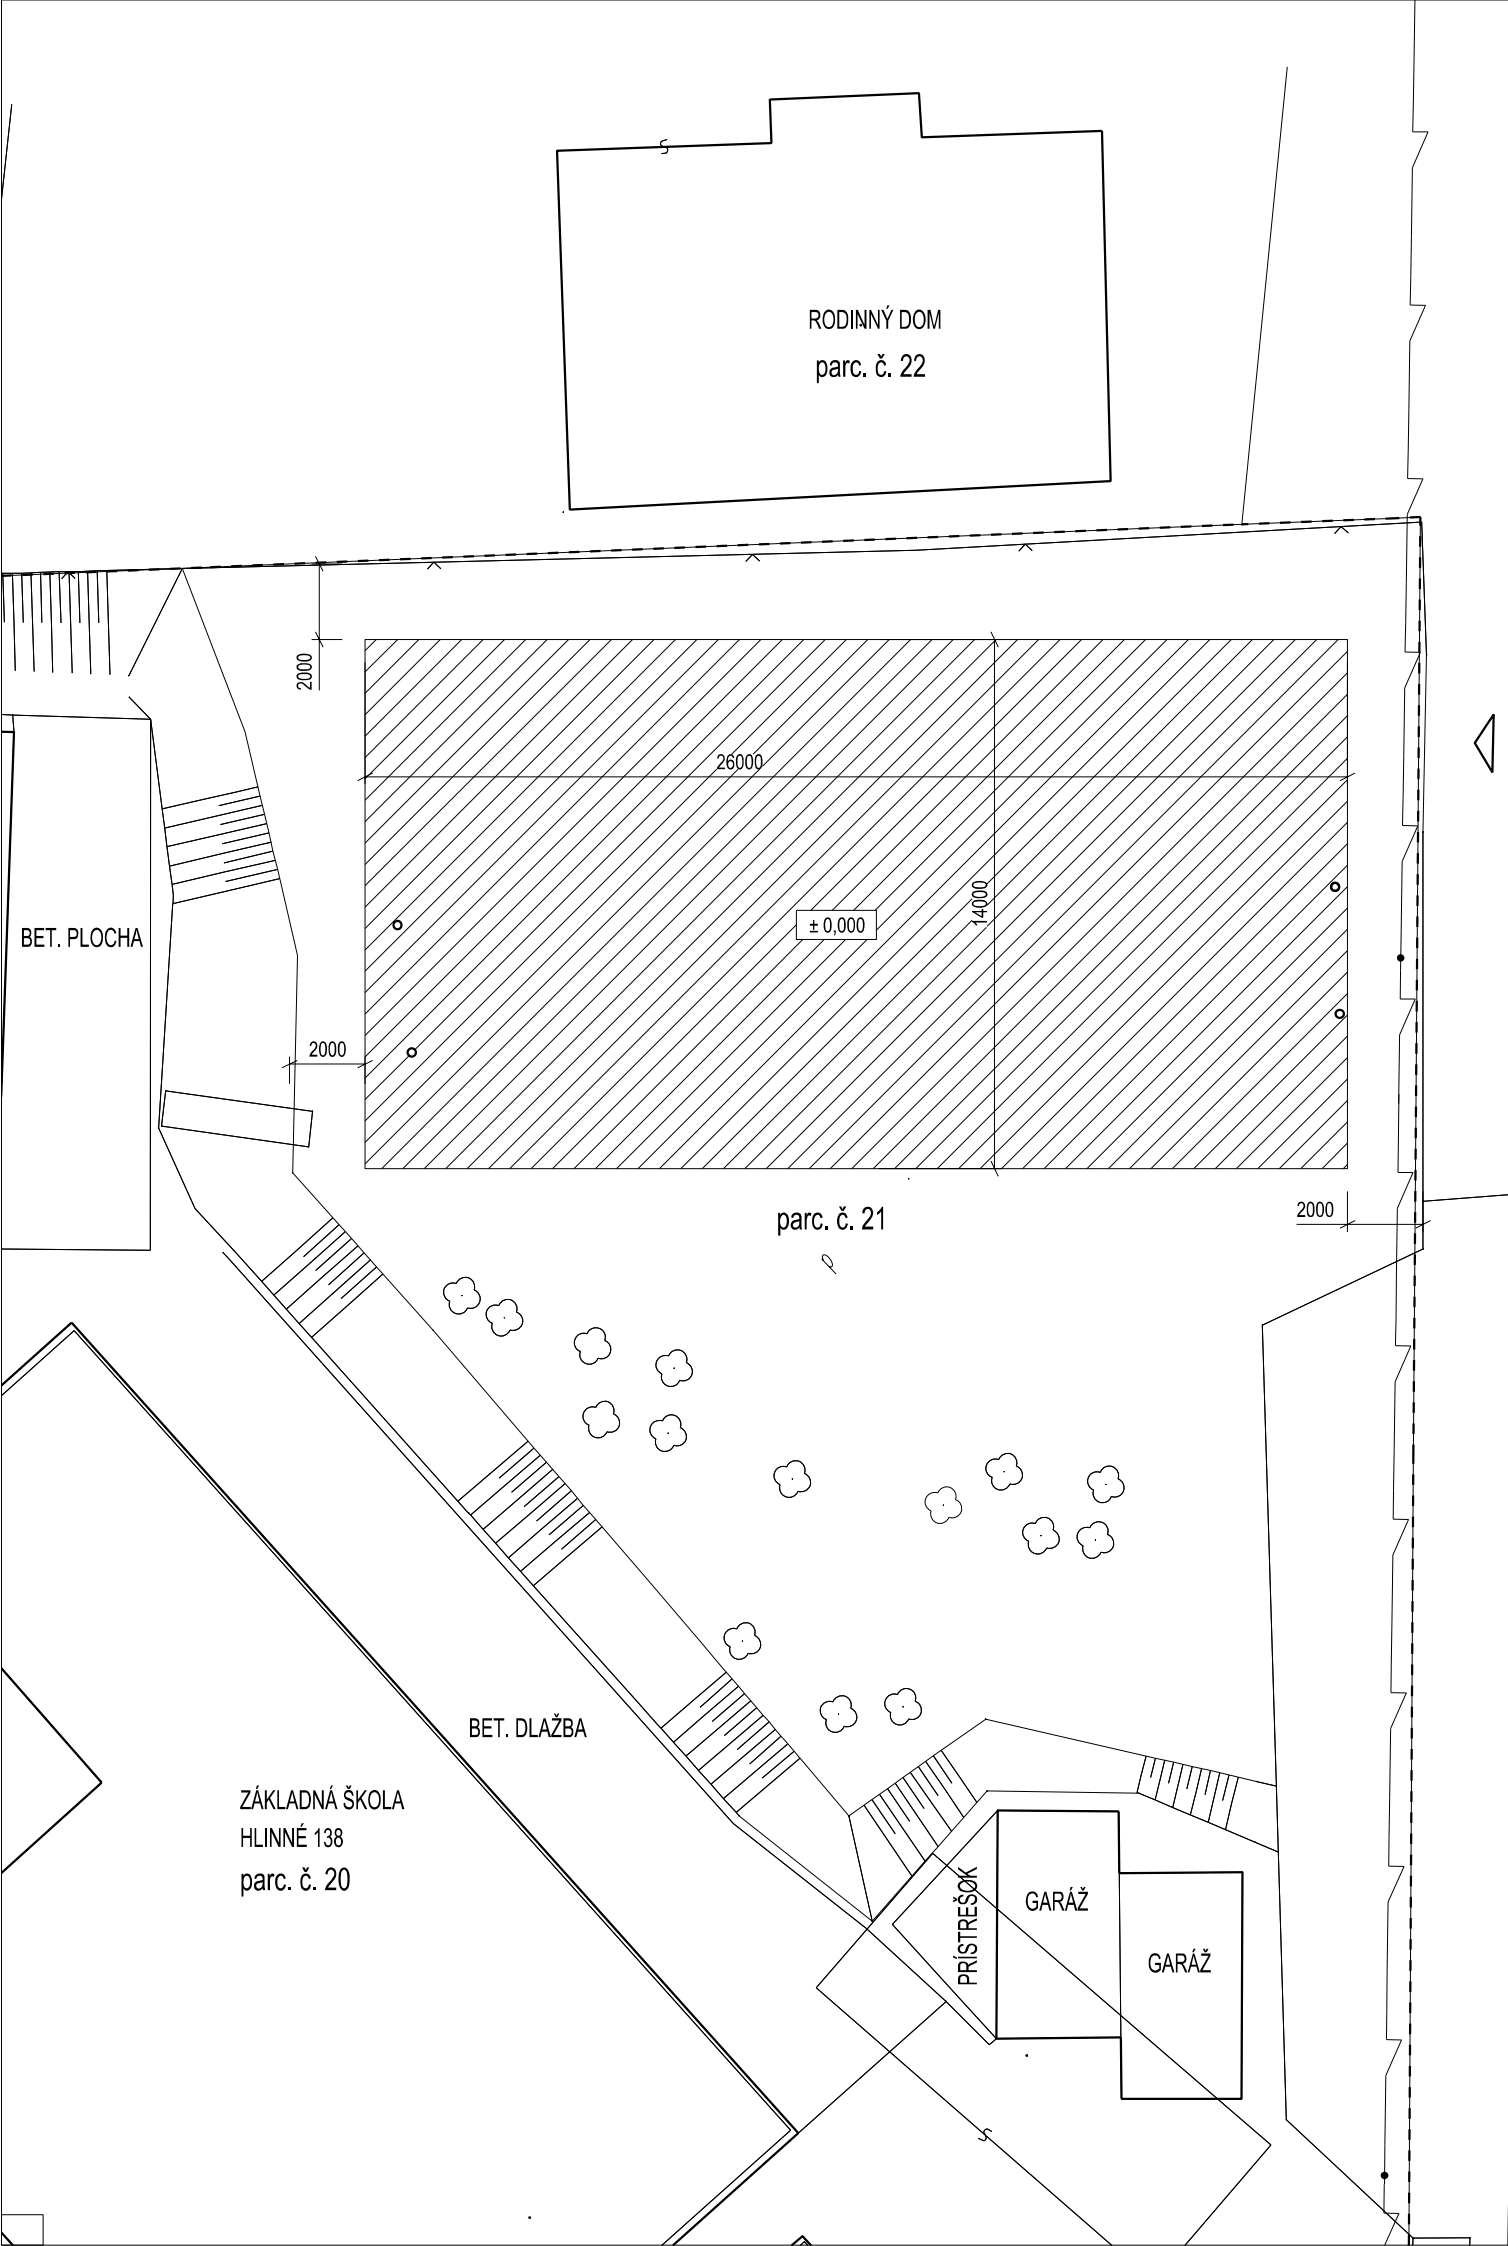 RODINNÝ DOM
parc. č. 22
2000
26000
14000
± 0,000
BET. PLOCHA
2000
parc. č. 21
2000
BET. DLAŽBA
ZÁKLADNÁ ŠKOLA
HLINNÉ 138
parc. č. 20
PRÍSTREŠOK
GARÁŽ
GARÁŽ